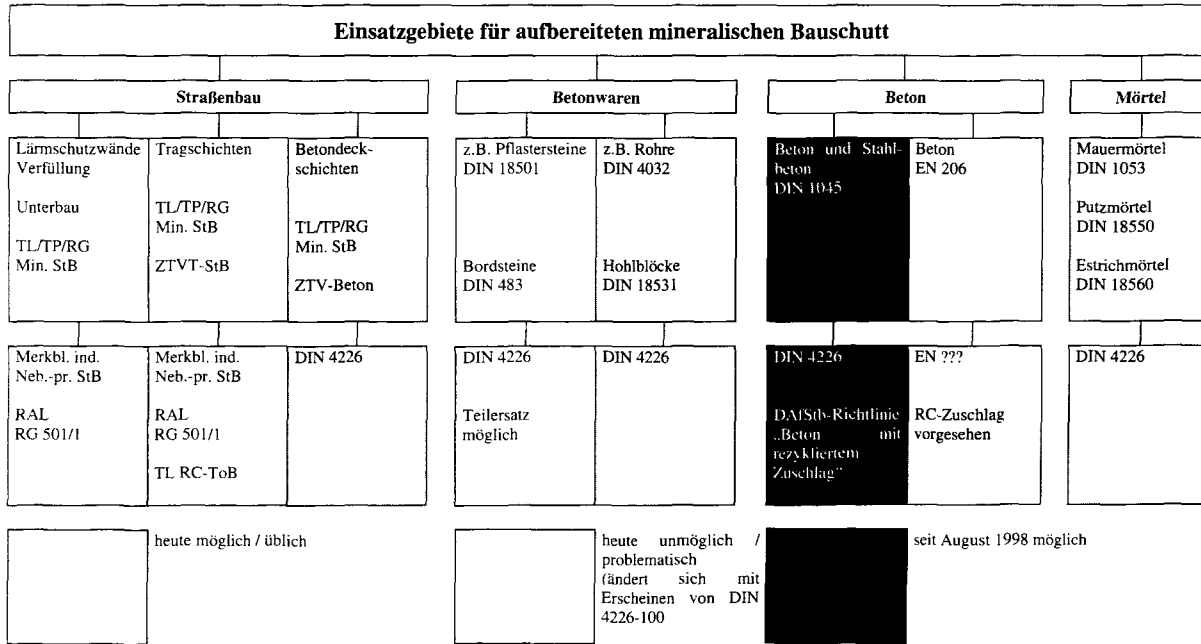 Einsatzgebiete für aufbereiteten mineralischen Bauschutt
Straßenbau
Lärmschutzwände
Verfüllung
Unterbau
TL/TP/RG
Min. StB
Tragschichten
TL/TP/RG
Min. StB
ZTVT-StB
Betondeck-
schichten
TL/TP/RG
Min. StB
ZTV-Beton
Merkbl. ind.
Neb.-pr. StB
RAL
RG 501/1
Merkbl. ind.
Neb.-pr. StB
RAL
RG 501/1
TL RC-ToB
DIN 4226
Betonwaren
z.B. Pflastersteine
DIN 18501
Bordsteine
DIN 483
z.B. Rohre
DIN 4032
Hohlblöcke
DIN 18531
DIN 4226
Teilersatz
möglich
DIN 4226
Beton
Beton und Stahl-
beton
DIN 1045
Beton
EN 206
DIN 4226
DAfStb-Richtlinie
„Beton mit
rezykliertem
Zuschlag"
EN ???
RC-Zuschlag
vorgesehen
Mörtel
Mauermörtel
DIN 1053
Putzmörtel
DIN 18550
Estrichmörtel
DIN 18560
DIN 4226
heute möglich / üblich
heute unmöglich /
problematisch
(ändert sich mit
Erscheinen von DIN
4226-100
seit August 1998 möglich